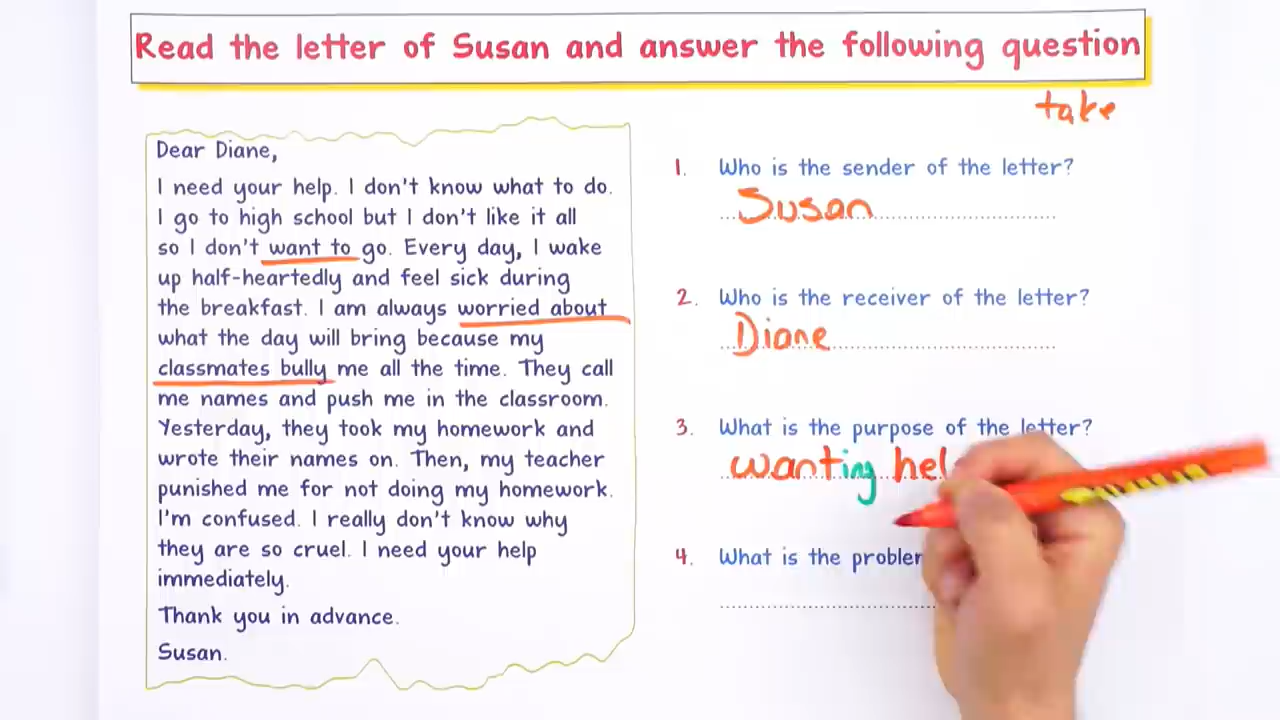 Read the letter of Susan and answer the following question
take
Dear Diane,
I need your help. I don't know what to do.
I go to high school but I don't like it all
so I don't want to go. Every day, I wake
up half-heartedly and feel sick during
the breakfast. I am always worried about
what the day will bring because my
classmates bully me all the time. They call
me names and push me in the classroom.
Yesterday, they took my homework and
wrote their names on. Then, my teacher
punished me for not doing my homework.
I'm confused. I really don't know why
they are so cruel. I need your help
immediately.
Thank you in advance.
Susan.
1. Who is the sender of the letter?
Susan
2. Who is the receiver of the letter?
Diane
3. What is the purpose of the letter?
wanting
4. What is the